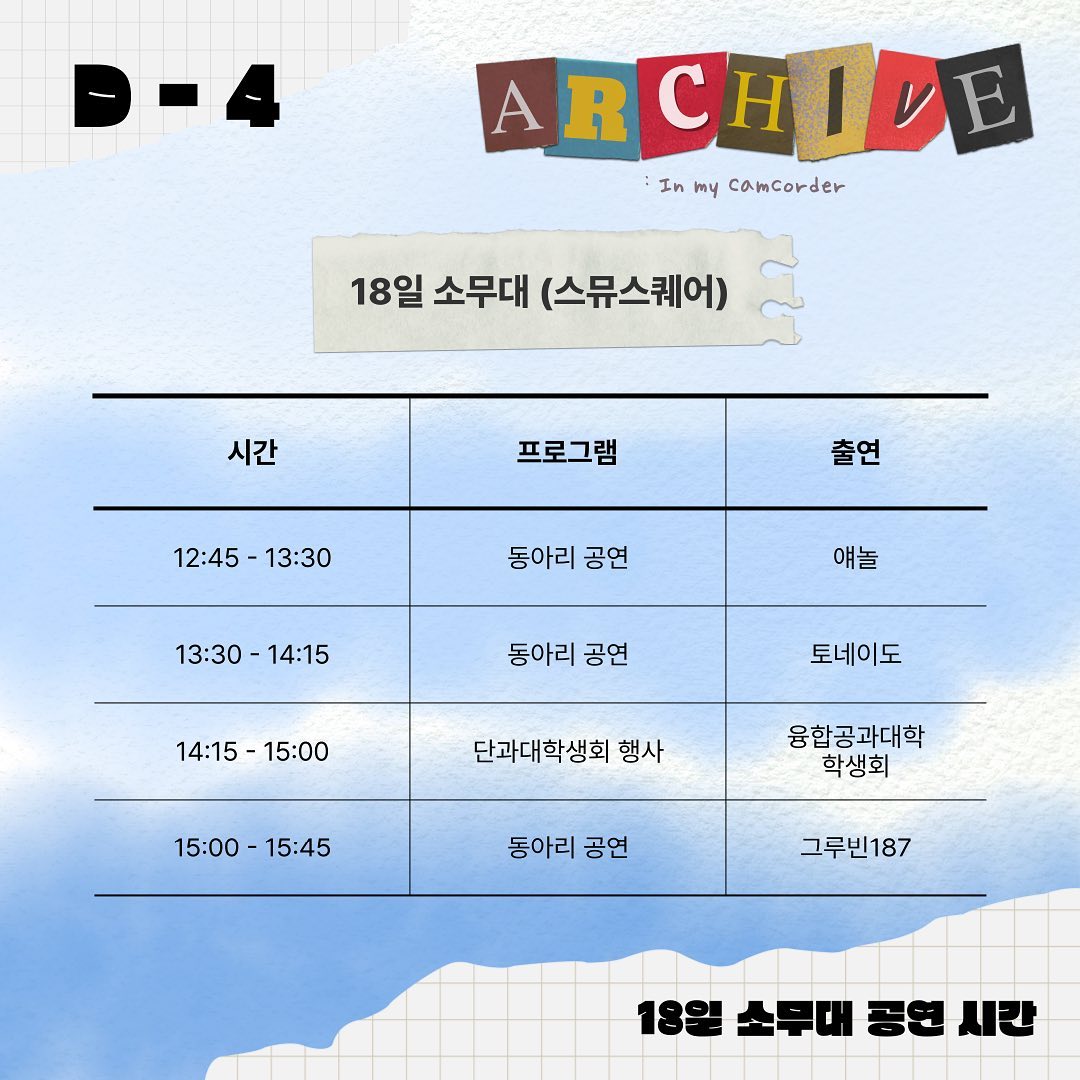 D - 4
ARCHIVE
: In my Camcorder
18일 소무대 (스뮤스퀘어)
시간 프로그램 출연
12:45 - 13:30 동아리 공연 얘놀
13:30 - 14:15 동아리 공연 토네이도
14:15 - 15:00 단과대학생회 행사 융합공과대학
학생회
15:00 - 15:45 동아리 공연 그루빈187
18일 소무대 공연 시간